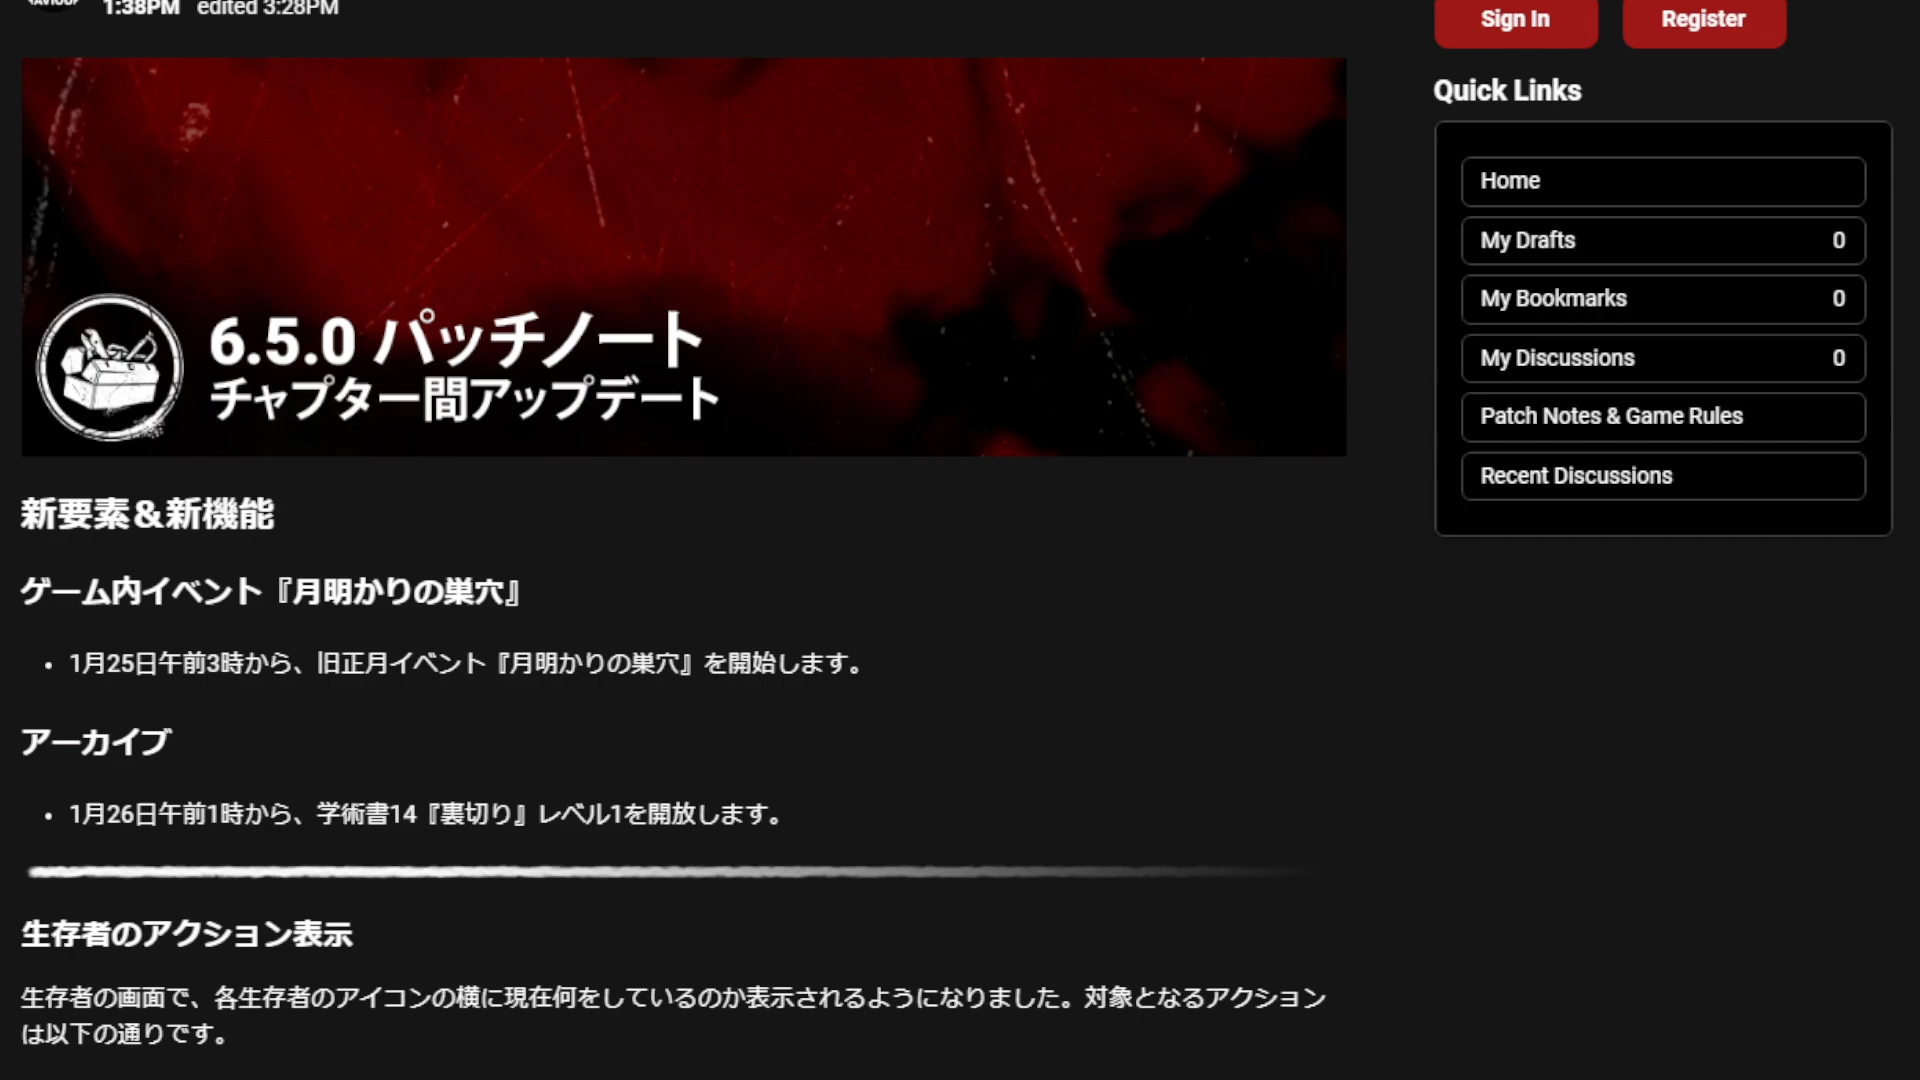 1:38PM edited 3:28PM
Sign In
Register
6.5.0 パッチノート
チャプター間アップデート
Quick Links
Home
My Drafts 0
My Bookmarks 0
My Discussions 0
Patch Notes & Game Rules
Recent Discussions
新要素＆新機能
ゲーム内イベント『月明かりの巣穴』
• 1月25日午前3時から、旧正月イベント『月明かりの巣穴』を開始します。
アーカイブ
• 1月26日午前1時から、学術書14『裏切り』レベル1を開放します。
生存者のアクション表示
生存者の画面で、各生存者のアイコンの横に現在何をしているのか表示されるようになりました。対象となるアクション
は以下の通りです。